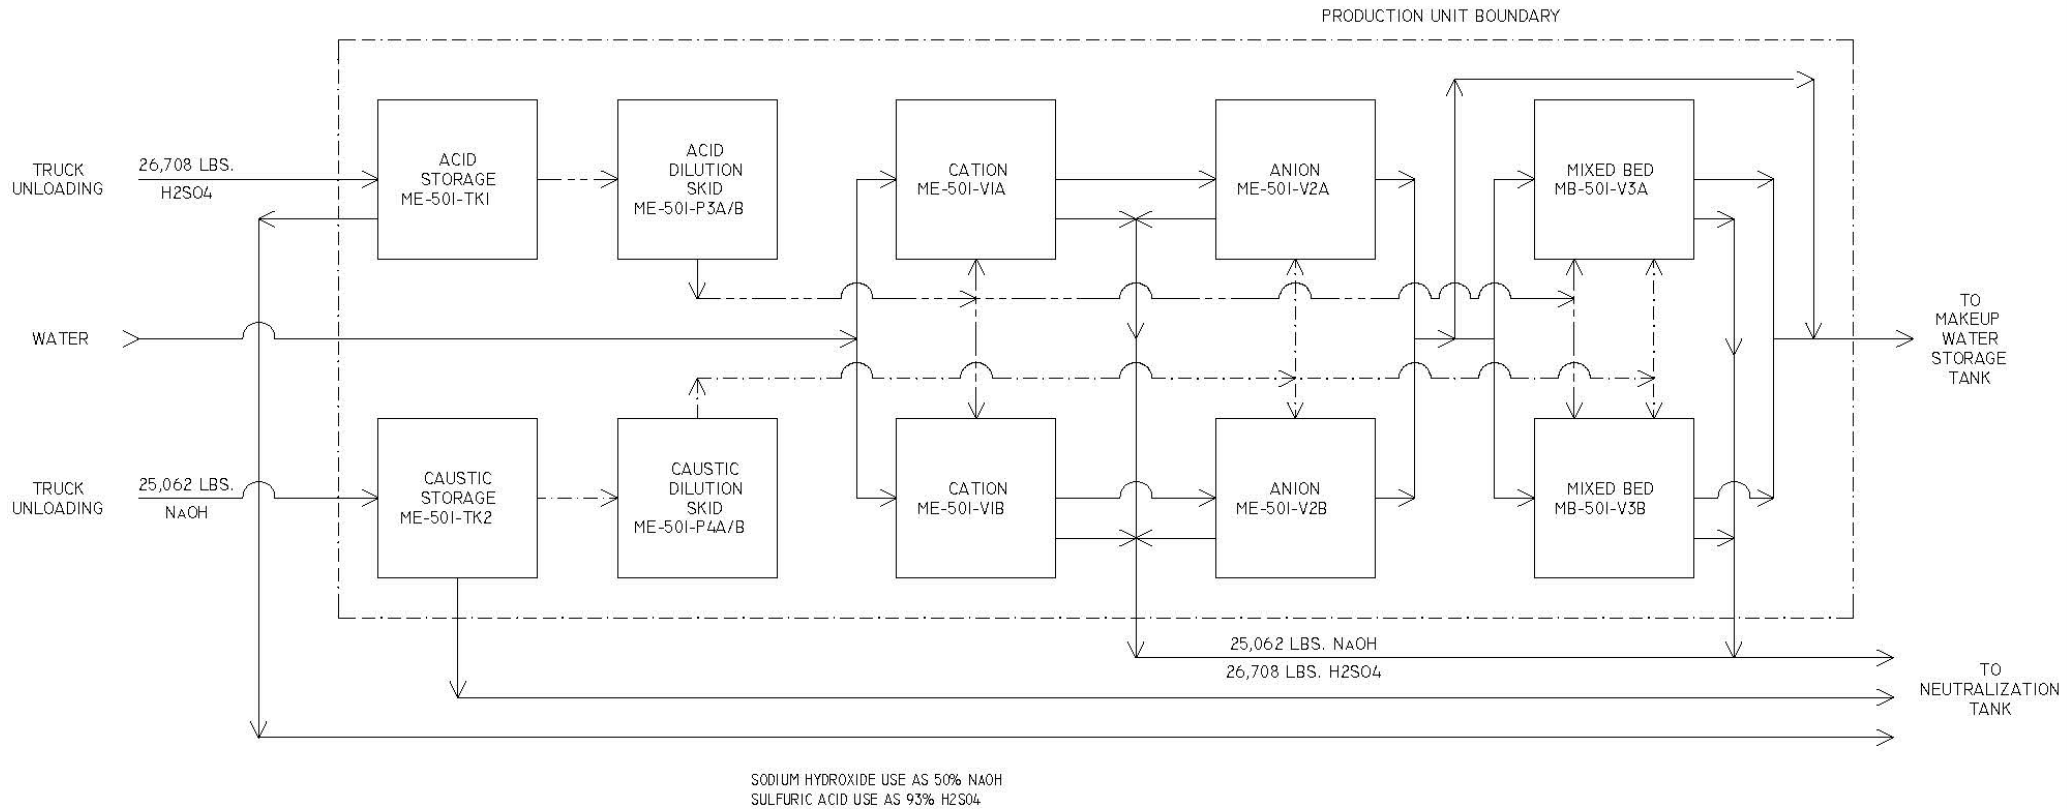 PRODUCTION UNIT BOUNDARY
TRUCK
UNLOADING
26,708 LBS.
H2SO4
ACID
STORAGE
ME-501-TK1
ACID
DILUTION
SKID
ME-501-P3A/B
CATION
ME-501-V1A
ANION
ME-501-V2A
MIXED BED
MB-501-V3A
WATER
TO
MAKEUP
WATER
STORAGE
TANK
TRUCK
UNLOADING
25,062 LBS.
NaOH
CAUSTIC
STORAGE
ME-501-TK2
CAUSTIC
DILUTION
SKID
ME-501-P4A/B
CATION
ME-501-V1B
ANION
ME-501-V2B
MIXED BED
MB-501-V3B
25,062 LBS. NaOH
26,708 LBS. H2SO4
TO
NEUTRALIZATION
TANK
SODIUM HYDROXIDE USE AS 50% NAOH
SULFURIC ACID USE AS 93% H2SO4